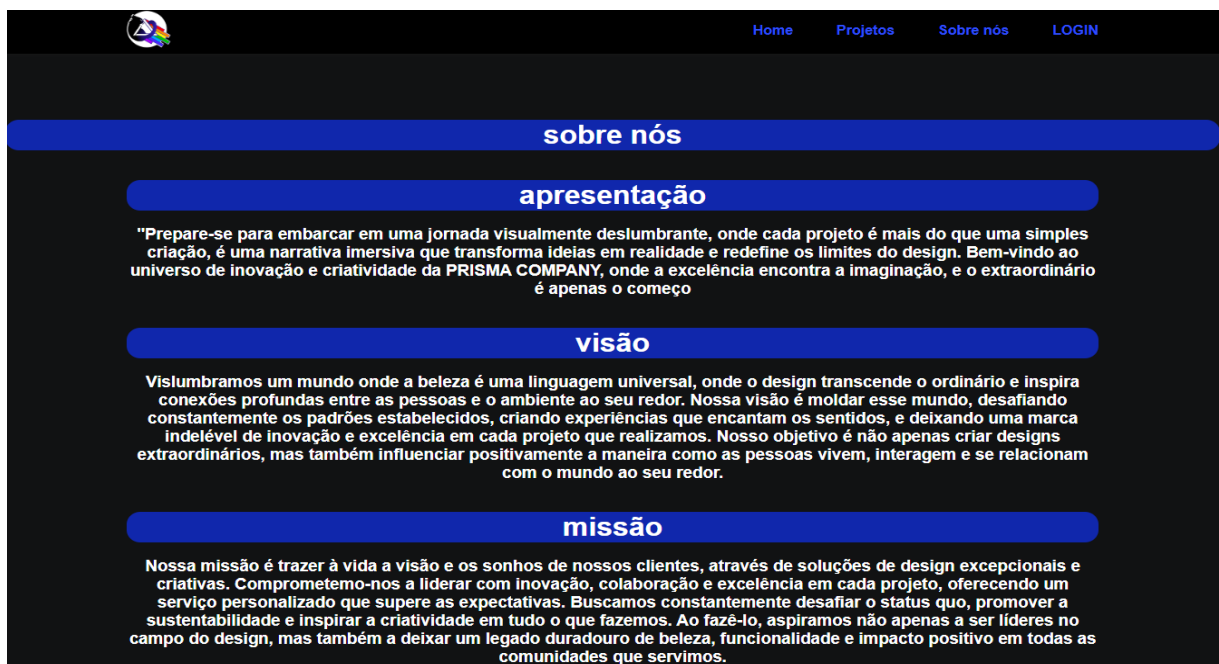 Home Projetos Sobre nós LOGIN
sobre nós
apresentação
"Prepare-se para embarcar em uma jornada visualmente deslumbrante, onde cada projeto é mais do que uma simples
criação, é uma narrativa imersiva que transforma ideias em realidade e redefine os limites do design. Bem-vindo ao
universo de inovação e criatividade da PRISMA COMPANY, onde a excelência encontra a imaginação, e o extraordinário
é apenas o começo
visão
Vislumbramos um mundo onde a beleza é uma linguagem universal, onde o design transcende o ordinário e inspira
conexões profundas entre as pessoas e o ambiente ao seu redor. Nossa visão é moldar esse mundo, desafiando
constantemente os padrões estabelecidos, criando experiências que encantam os sentidos, e deixando uma marca
indelével de inovação e excelência em cada projeto que realizamos. Nosso objetivo é não apenas criar designs
extraordinários, mas também influenciar positivamente a maneira como as pessoas vivem, interagem e se relacionam
com o mundo ao seu redor.
missão
Nossa missão é trazer à vida a visão e os sonhos de nossos clientes, através de soluções de design excepcionais e
criativas. Comprometemo-nos a liderar com inovação, colaboração e excelência em cada projeto, oferecendo um
serviço personalizado que supere as expectativas. Buscamos constantemente desafiar o status quo, promover a
sustentabilidade e inspirar a criatividade em tudo o que fazemos. Ao fazê-lo, aspiramos não apenas a ser líderes no
campo do design, mas também a deixar um legado duradouro de beleza, funcionalidade e impacto positivo em todas as
comunidades que servimos.